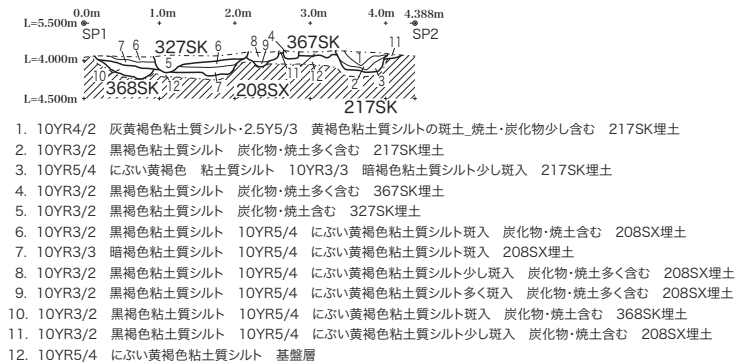 0.0m 1.0m 2.0m 3.0m 4.0m 4.388m
L=5.500m
SP1 SP2
7 6 327SK 6 8 9 4 367SK 11
L=4.000m
5 1
10 368SK 12 7 208SX 11 12 2 3
L=4.500m
217SK
1. 10YR4/2 灰黄褐色粘土質シルト・2.5Y5/3 黄褐色粘土質シルトの斑土_焼土・炭化物少し含む 217SK埋土
2. 10YR3/2 黒褐色粘土質シルト 炭化物・焼土多く含む 217SK埋土
3. 10YR5/4 にぶい黄褐色 粘土質シルト 10YR3/3 暗褐色粘土質シルト少し斑入 217SK埋土
4. 10YR3/2 黒褐色粘土質シルト 炭化物・焼土多く含む 367SK埋土
5. 10YR3/2 黒褐色粘土質シルト 炭化物・焼土含む 327SK埋土
6. 10YR3/2 黒褐色粘土質シルト 10YR5/4 にぶい黄褐色粘土質シルト斑入 炭化物・焼土含む 208SX埋土
7. 10YR3/3 暗褐色粘土質シルト 10YR5/4 にぶい黄褐色粘土質シルト斑入 208SX埋土
8. 10YR3/2 黒褐色粘土質シルト 10YR5/4 にぶい黄褐色粘土質シルト少し斑入 炭化物・焼土多く含む 208SX埋土
9. 10YR3/2 黒褐色粘土質シルト 10YR5/4 にぶい黄褐色粘土質シルト多く斑入 炭化物・焼土多く含む 208SX埋土
10. 10YR3/2 黒褐色粘土質シルト 10YR5/4 にぶい黄褐色粘土質シルト斑入 炭化物・焼土含む 368SK埋土
11. 10YR3/2 黒褐色粘土質シルト 10YR5/4 にぶい黄褐色粘土質シルト少し斑入 炭化物・焼土含む 208SX埋土
12. 10YR5/4 にぶい黄褐色粘土質シルト 基盤層